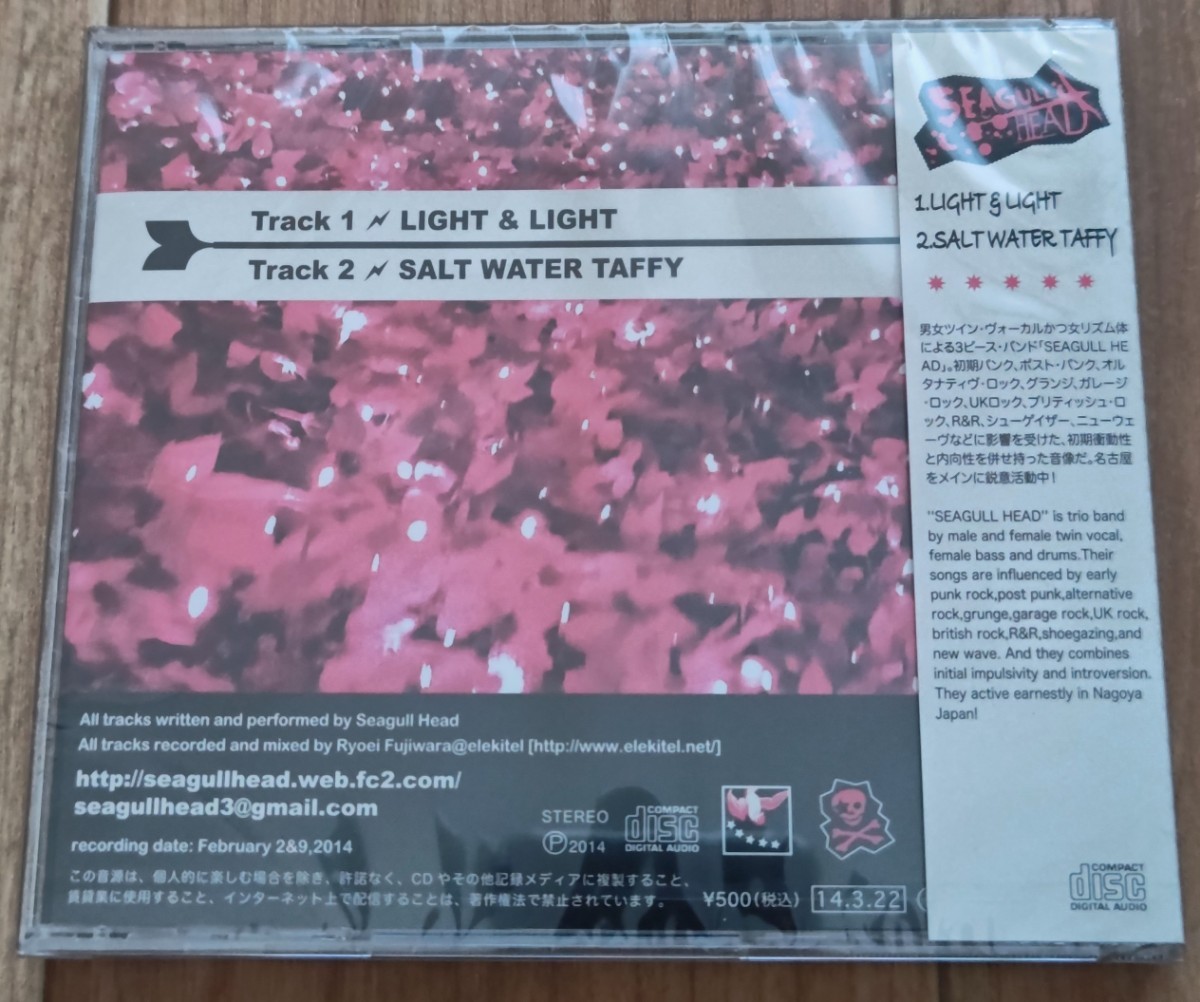 Track 1 LIGHT & LIGHT
Track 2 SALT WATER TAFFY
All tracks written and performed by Seagull Head
All tracks recorded and mixed by Ryoei Fujiwara@elekitel [http://www.elekitel.net/]
http://seagullhead.web.fc2.com/
seagullhead3@gmail.com
recording date: February 2&9,2014
STEREO
Ⓟ2014
COMPACT
disc
DIGITAL AUDIO
この音源は、個人的に楽しむ場合を除き、許諾なく、CDやその他記録メディアに複製すること、
賃貸業に使用すること、インターネット上で配信することは、著作権法で禁止されています。
¥500(税込) 14.3.22 (
SEAGULL
HEAD
1.LIGHT & LIGHT
2.SALT WATER TAFFY
男女ツイン・ヴォーカルかつ女リズム体
による3ピース・バンド「SEAGULL HE
AD」。初期パンク、ポスト・パンク、オル
タナティヴ・ロック、グランジ、ガレージ
・ロック、UKロック、ブリティッシュ・ロ
ック、R&R、シューゲイザー、ニューウェ
ーヴなどに影響を受けた、初期衝動性
と内向性を併せ持った音像だ。名古屋
をメインに鋭意活動中!
"SEAGULL HEAD" is trio band
by male and female twin vocal,
female bass and drums.Their
songs are influenced by early
punk rock,post punk,alternative
rock,grunge,garage rock,UK rock,
british rock,R&R,shoegazing,and
new wave. And they combines
initial impulsivity and introversion.
They active earnestly in Nagoya
Japan!
COMPACT
disc
DIGITAL AUDIO